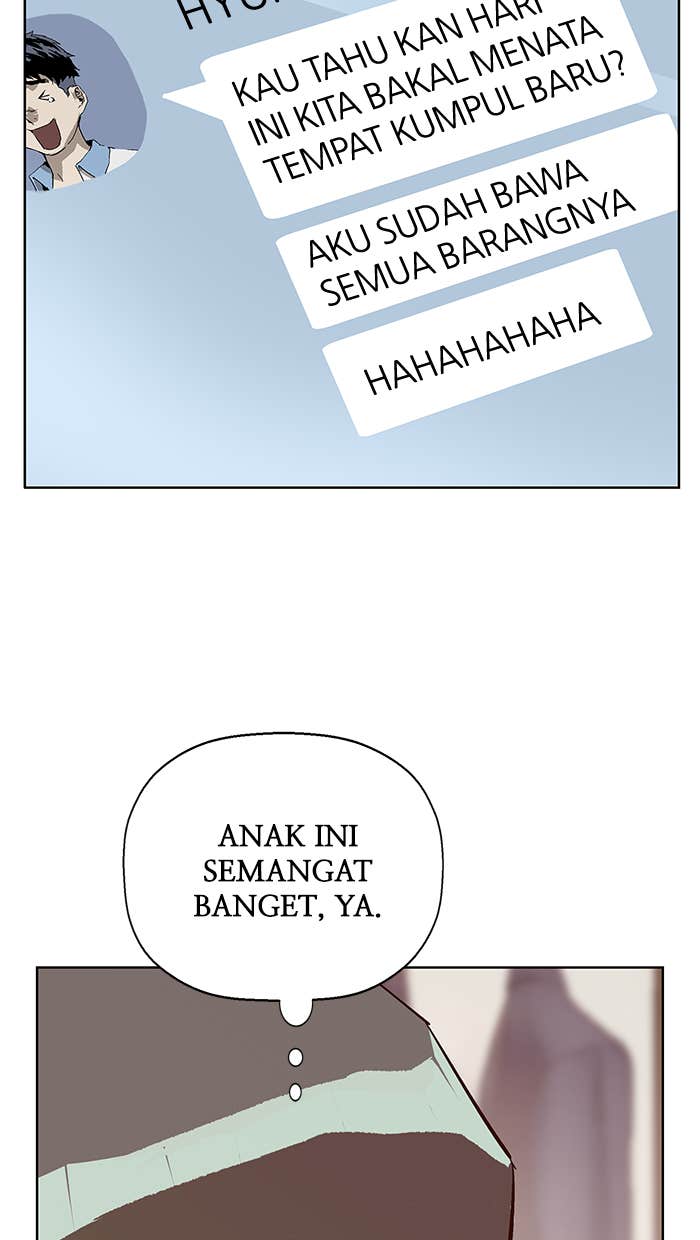 KAU TAHU KAN HARI
INI KITA BAKAL MENATA
TEMPAT KUMPUL BARU?
AKU SUDAH BAWA
SEMUA BARANGNYA
HAHAHAHAHA
ANAK INI
SEMANGAT
BANGET, YA.